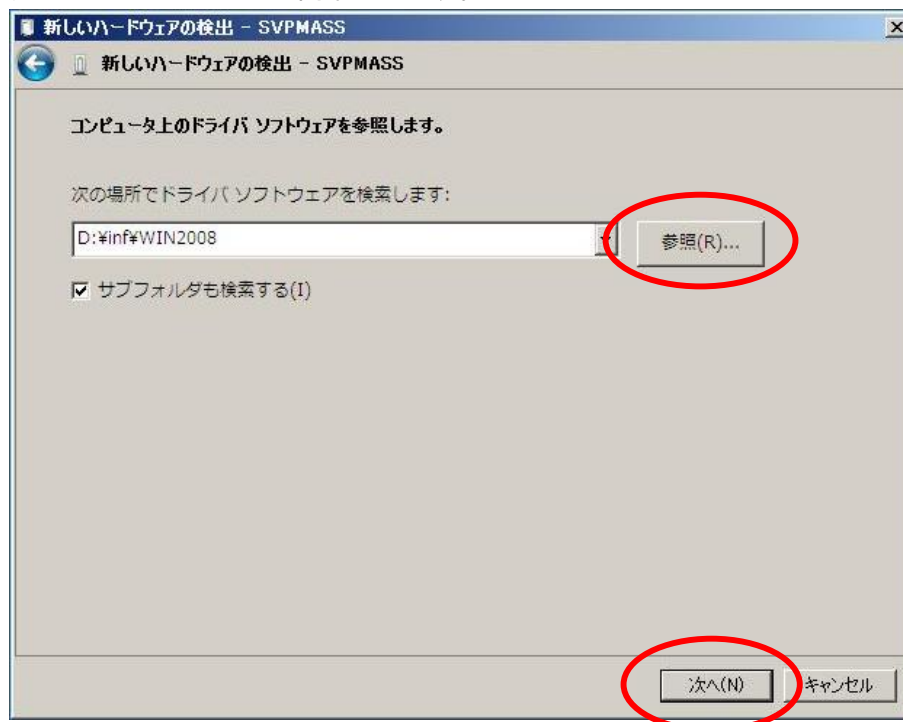 新しいハードウェアの検出 - SVPMASS
新しいハードウェアの検出 - SVPMASS
コンピュータ上のドライバ ソフトウェアを参照します。
次の場所でドライバ ソフトウェアを検索します:
D:¥inf¥WIN2008
参照(R)...
サブフォルダも検索する(I)
次へ(N)
キャンセル